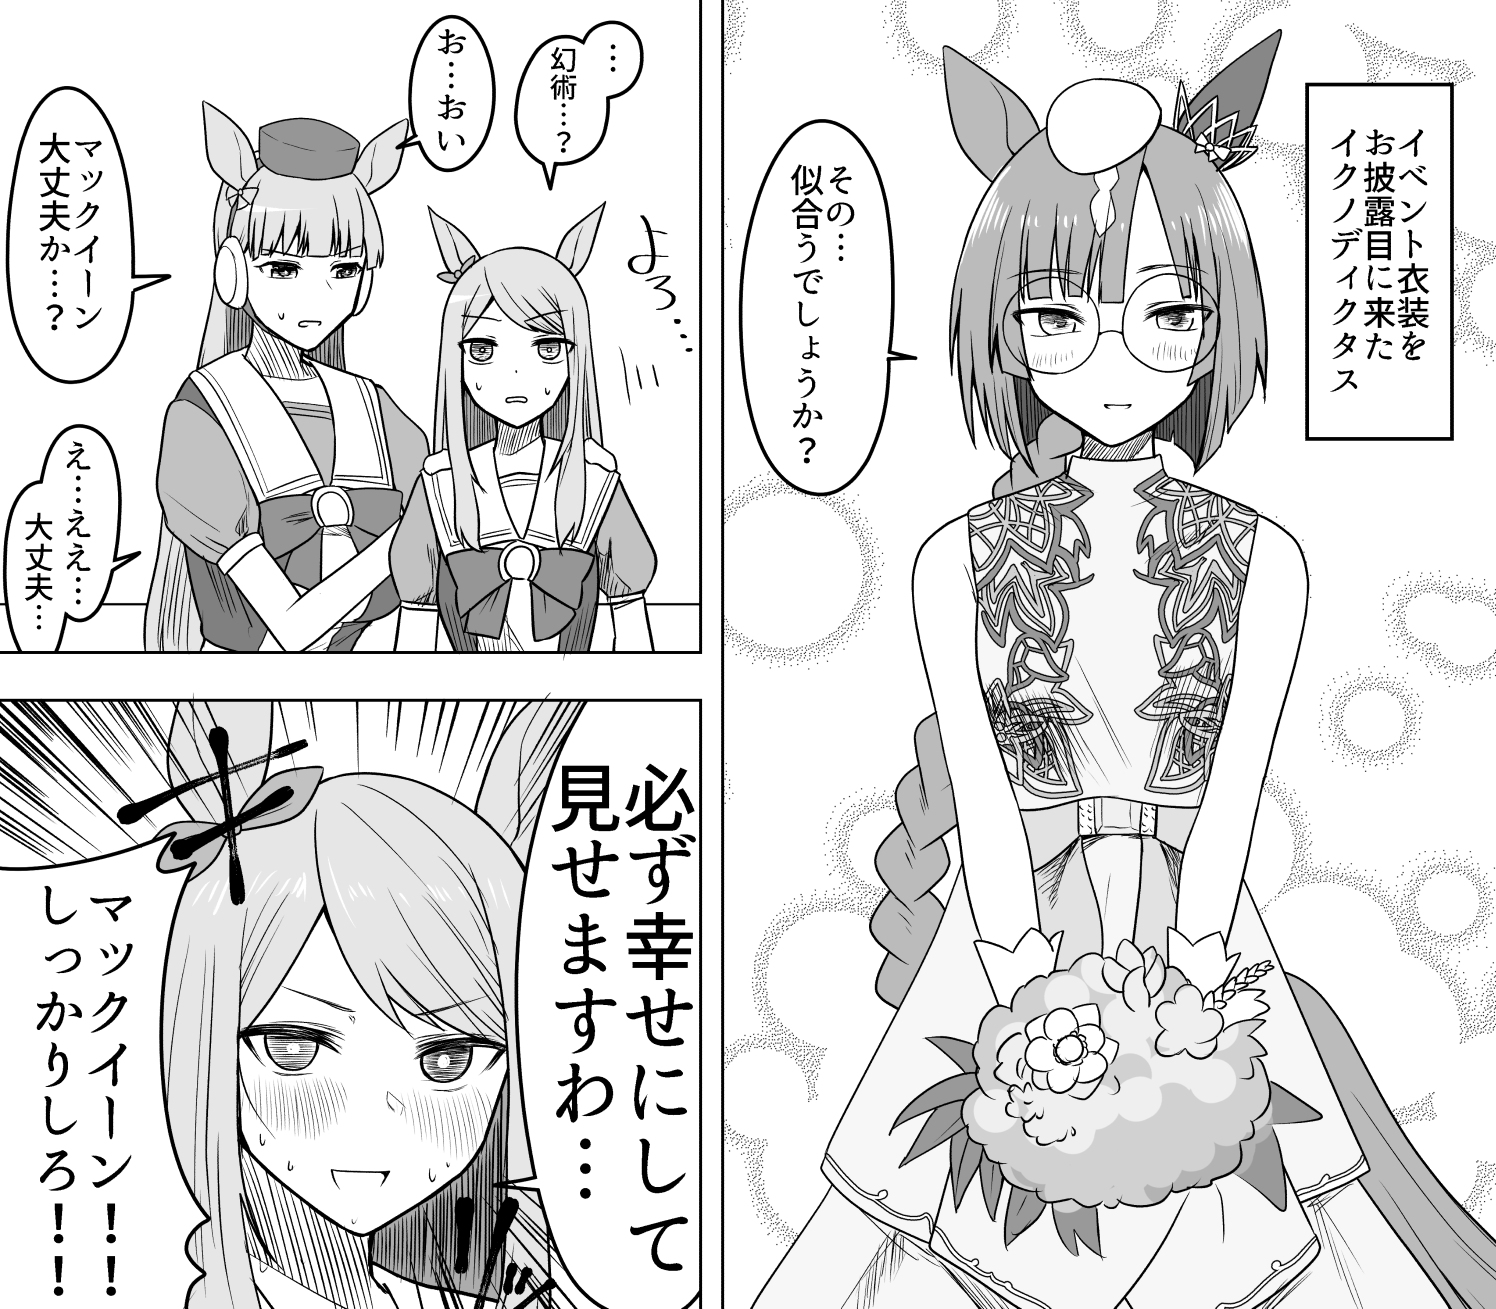 イベント衣装を
お披露目に来た
イクノディクタス
その…
似合うでしょうか？
…
幻術…？
お…おい
よろ…
マックイーン
大丈夫か…？
え…ええ…
大丈夫…
必ず幸せにして
見せますわ…
!!
マックイーン！！
しっかりしろ！！